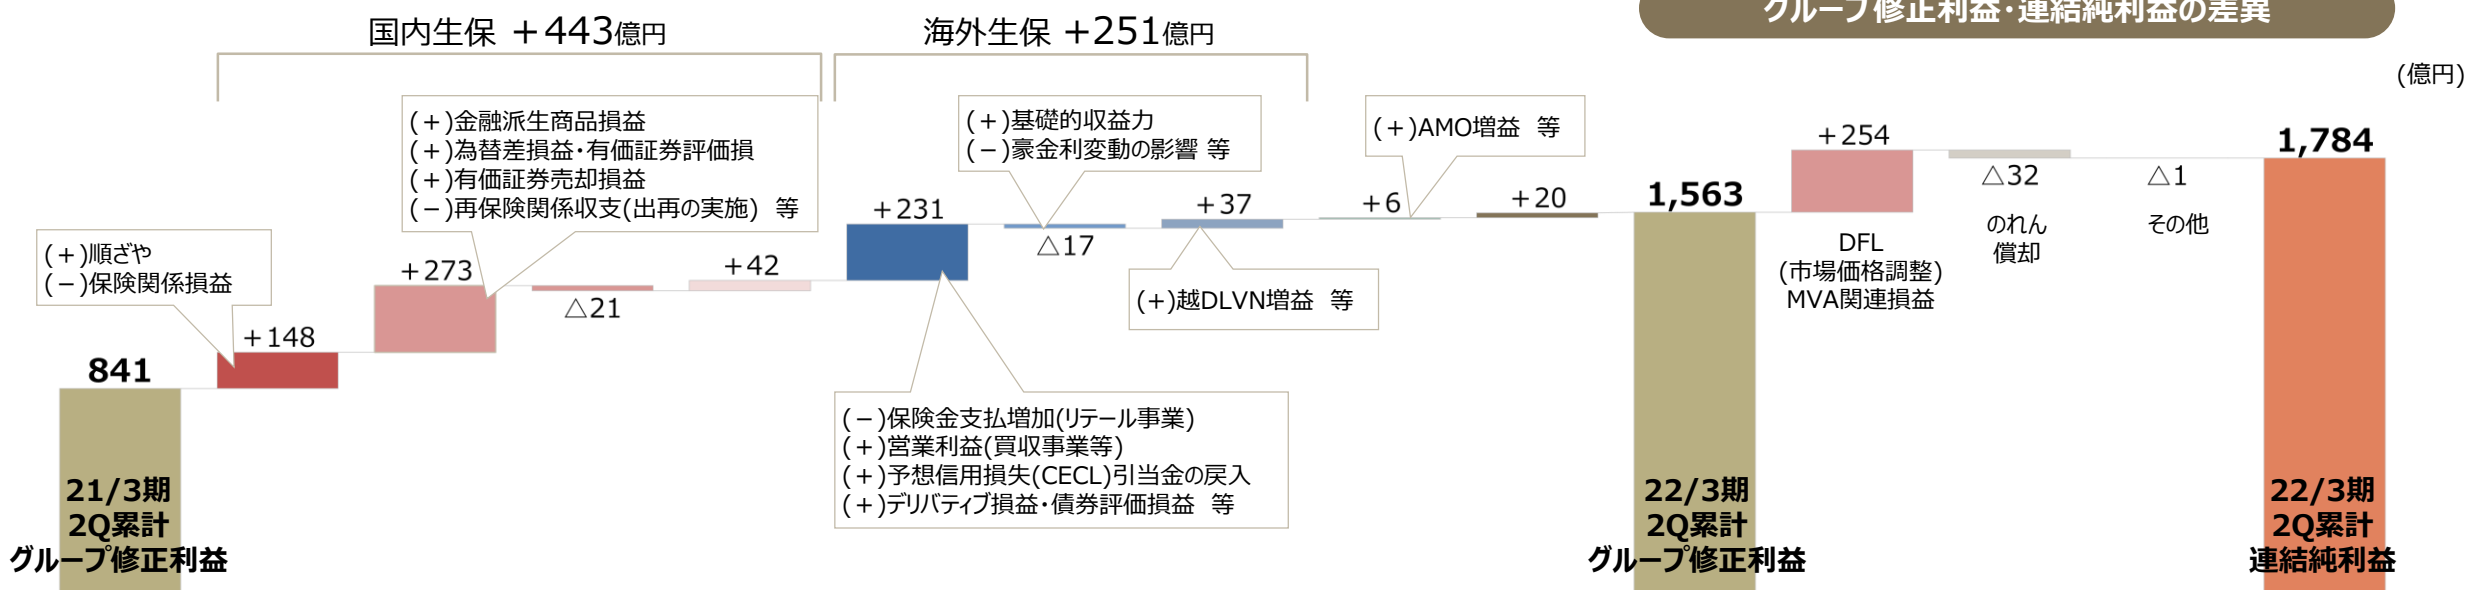 グループ修正利益・連結純利益の差異
(億円)
国内生保 +443億円
海外生保 +251億円
(+)金融派生商品損益
(+)為替差損益・有価証券評価損
(+)有価証券売却損益
(-)再保険関係収支(出再の実施) 等
(+)基礎的収益力
(-)豪金利変動の影響 等
(+)AMO増益 等
(+)順ざや
(-)保険関係損益
(+)越DLVN増益 等
(-)保険金支払増加(リテール事業)
(+)営業利益(買収事業等)
(+)予想信用損失(CECL)引当金の戻入
(+)デリバティブ損益・債券評価損益 等
841
+148
+273
△21
+42
+231
△17
+37
+6
+20
1,563
+254
△32
△1
1,784
DFL
(市場価格調整)
MVA関連損益
のれん
償却
その他
21/3期
2Q累計
グループ修正利益
22/3期
2Q累計
グループ修正利益
22/3期
2Q累計
連結純利益